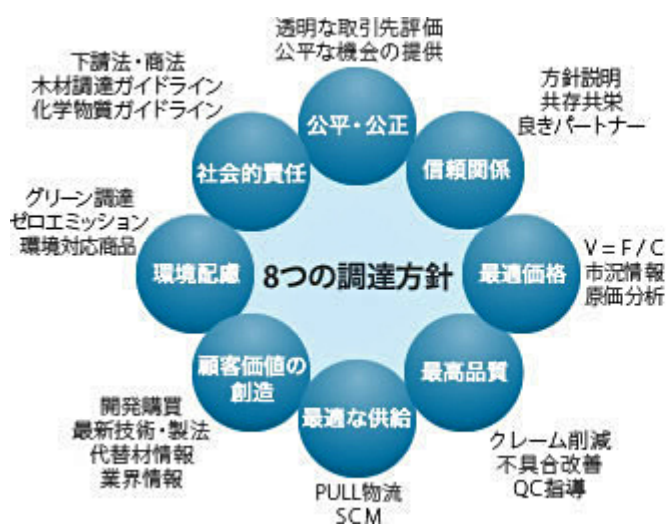 透明な取引先評価
公平な機会の提供
公平・公正
方針説明
共存共栄
良きパートナー
信頼関係
V＝F/C
市況情報
原価分析
最適価格
クレーム削減
不具合改善
QC指導
最高品質
PULL物流
SCM
最適な供給
開発購買
最新技術・製法
代替材情報
業界情報
顧客価値の
創造
グリーン調達
ゼロエミッション
環境対応商品
環境配慮
下請法・商法
木材調達ガイドライン
化学物質ガイドライン
社会的責任
8つの調達方針